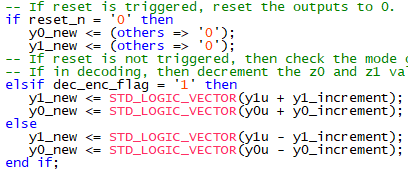 -- If reset is triggered, reset the outputs to 0.
if reset_n = '0' then
y0_new <= (others => '0');
y1_new <= (others => '0');
-- If reset is not triggered, then check the mode
-- If in decoding, then decrement the z0 and z1
elsif dec_enc_flag = '1' then
y1_new <= STD_LOGIC_VECTOR(y1u + y1_increment);
y0_new <= STD_LOGIC_VECTOR(y0u + y0_increment);
else
y1_new <= STD_LOGIC_VECTOR(y1u - y1_increment);
y0_new <= STD_LOGIC_VECTOR(y0u - y0_increment);
end if;